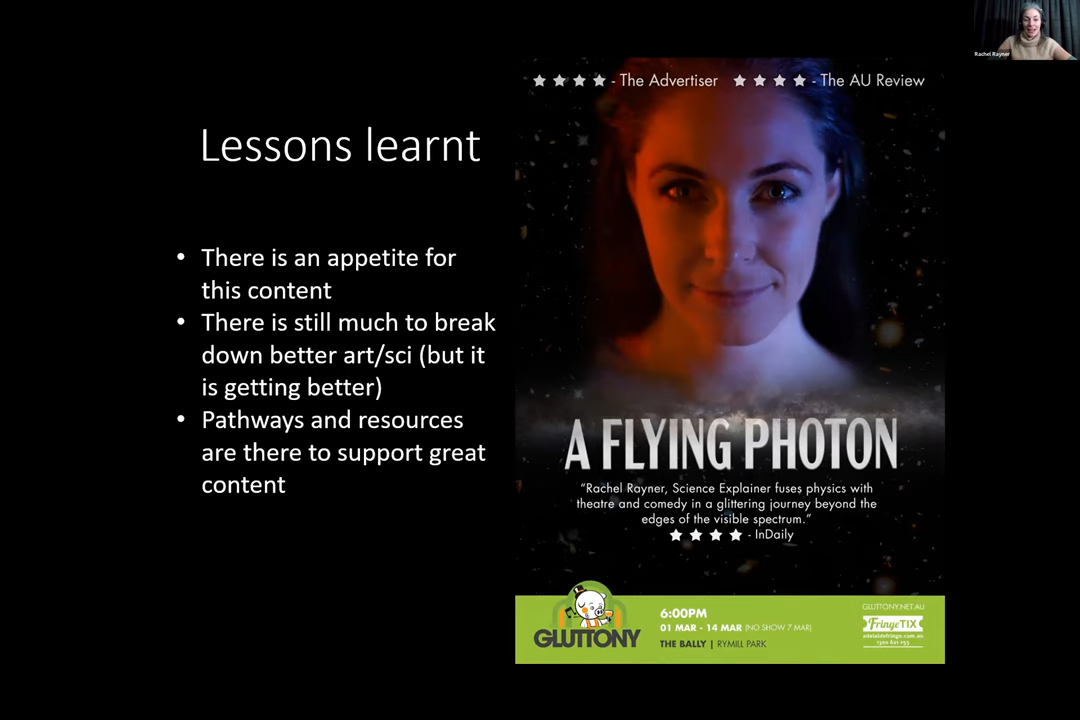 Rachel Rayner
Lessons learnt
• There is an appetite for
this content
• There is still much to break
down better art/sci (but it
is getting better)
• Pathways and resources
are there to support great
content
★★★★ - The Advertiser ★★★★ - The AU Review
A FLYING PHOTON
“Rachel Rayner, Science Explainer fuses physics with
theatre and comedy in a glittering journey beyond the
edges of the visible spectrum.”
★★★★ - InDaily
GLUTTONY
6:00PM
01 MAR - 14 MAR (NO SHOW 7 MAR)
THE BALLY | RYMILL PARK
GLUTTONY.NET.AU
FringeTIX
adelaidefringe.com.au
1300 621 255